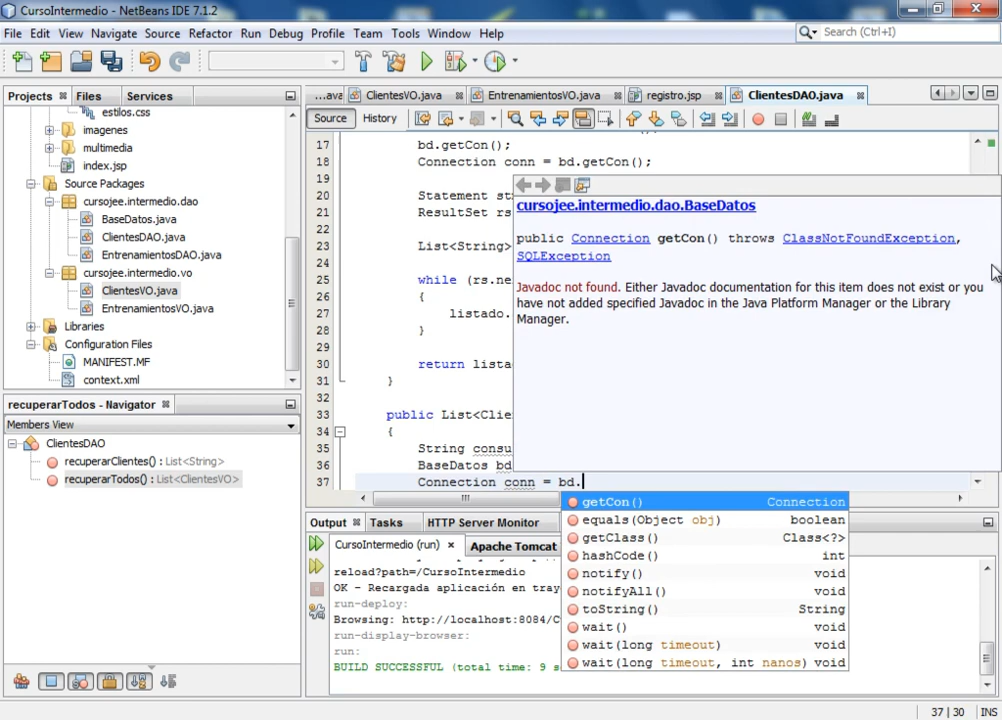 CursoIntermedio - NetBeans IDE 7.1.2
File Edit View Navigate Source Refactor Run Debug Profile Team Tools Window Help
Search (Ctrl+I)
Projects Files Services
estilos.css
imagenes
multimedia
index.jsp
Source Packages
cursojee.intermedio.dao
BaseDatos.java
ClientesDAO.java
EntrenamientosDAO.java
cursojee.intermedio.vo
ClientesVO.java
EntrenamientosVO.java
Libraries
Configuration Files
MANIFEST.MF
context.xml
recuperarTodos - Navigator
Members View
ClientesDAO
recuperarClientes() : List<String>
recuperarTodos() : List<ClientesVO>
...ava ClientesVO.java EntrenamientosVO.java registro.jsp ClientesDAO.java
Source History
17 bd.getCon();
18 Connection conn = bd.getCon();
19
20 Statement st
21 ResultSet rs
22
23 List<String>
24
25 while (rs.ne
26 {
27 listado.
28 }
29
30 return lista
31 }
32
33 public List<Clie
34 {
35 String consu
36 BaseDatos bd
37 Connection conn = bd.
cursojee.intermedio.dao.BaseDatos
public Connection getCon() throws ClassNotFoundException,
SQLException
Javadoc not found. Either Javadoc documentation for this item does not exist or you
have not added specified Javadoc in the Java Platform Manager or the Library
Manager.
getCon() Connection
equals(Object obj) boolean
getClass() Class<?>
hashCode() int
notify() void
notifyAll() void
toString() String
wait() void
wait(long timeout) void
wait(long timeout, int nanos) void
Output Tasks HTTP Server Monitor
CursoIntermedio (run) Apache Tomcat
reload?path=/CursoIntermedio
OK - Recargada aplicación en tray
run-deploy:
Browsing: http://localhost:8084/C
run-display-browser:
run:
BUILD SUCCESSFUL (total time: 9 s
37 | 30 INS